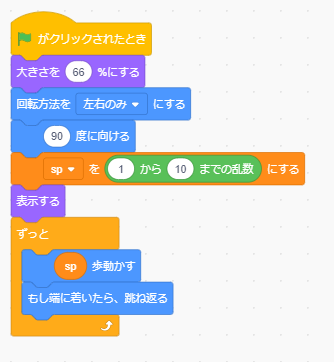 がクリックされたとき
大きさを 66 %にする
回転方法を 左右のみ にする
90 度に向ける
sp を 1 から 10 までの乱数 にする
表示する
ずっと
sp 歩動かす
もし端に着いたら、跳ね返る